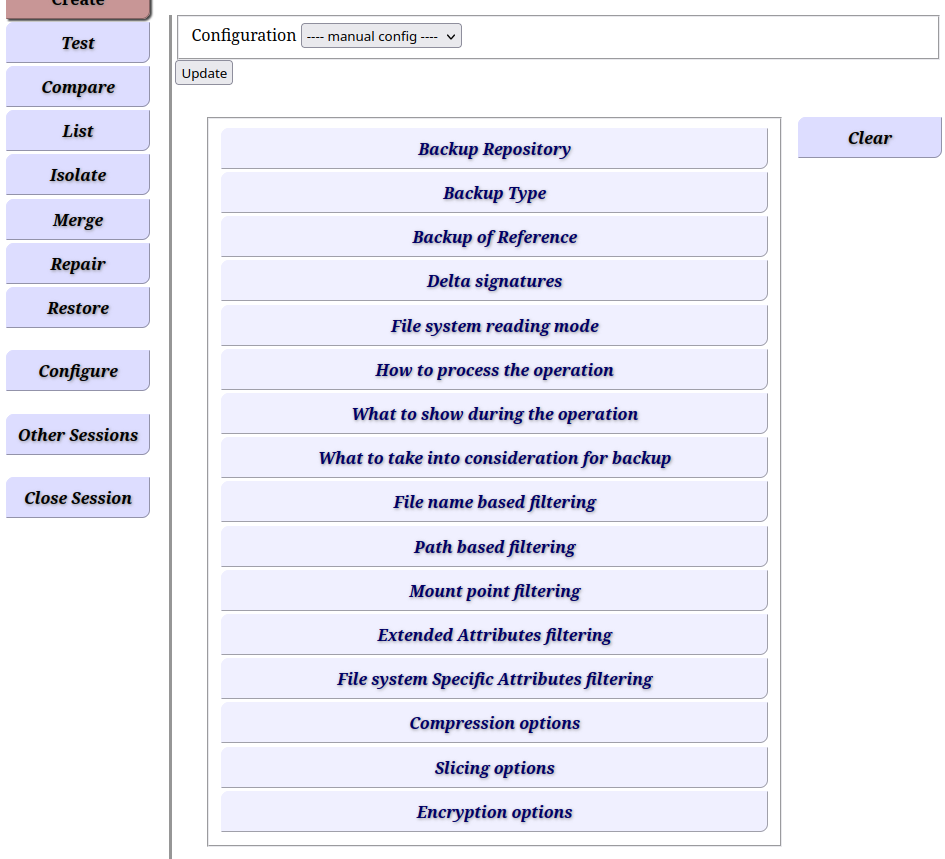 Create
Test
Compare
List
Isolate
Merge
Repair
Restore
Configure
Other Sessions
Close Session
Configuration ---- manual config ----
Update
Backup Repository
Backup Type
Backup of Reference
Delta signatures
File system reading mode
How to process the operation
What to show during the operation
What to take into consideration for backup
File name based filtering
Path based filtering
Mount point filtering
Extended Attributes filtering
File system Specific Attributes filtering
Compression options
Slicing options
Encryption options
Clear